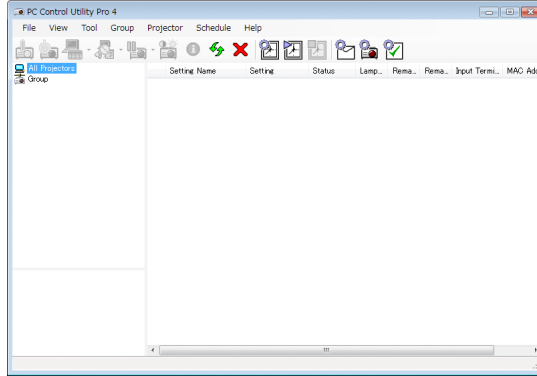 PC Control Utility Pro 4
File View Tool Group Projector Schedule Help
Setting Name Setting Status Lamp... Rema... Rema... Input Termi... MAC Add
All Projectors
Group